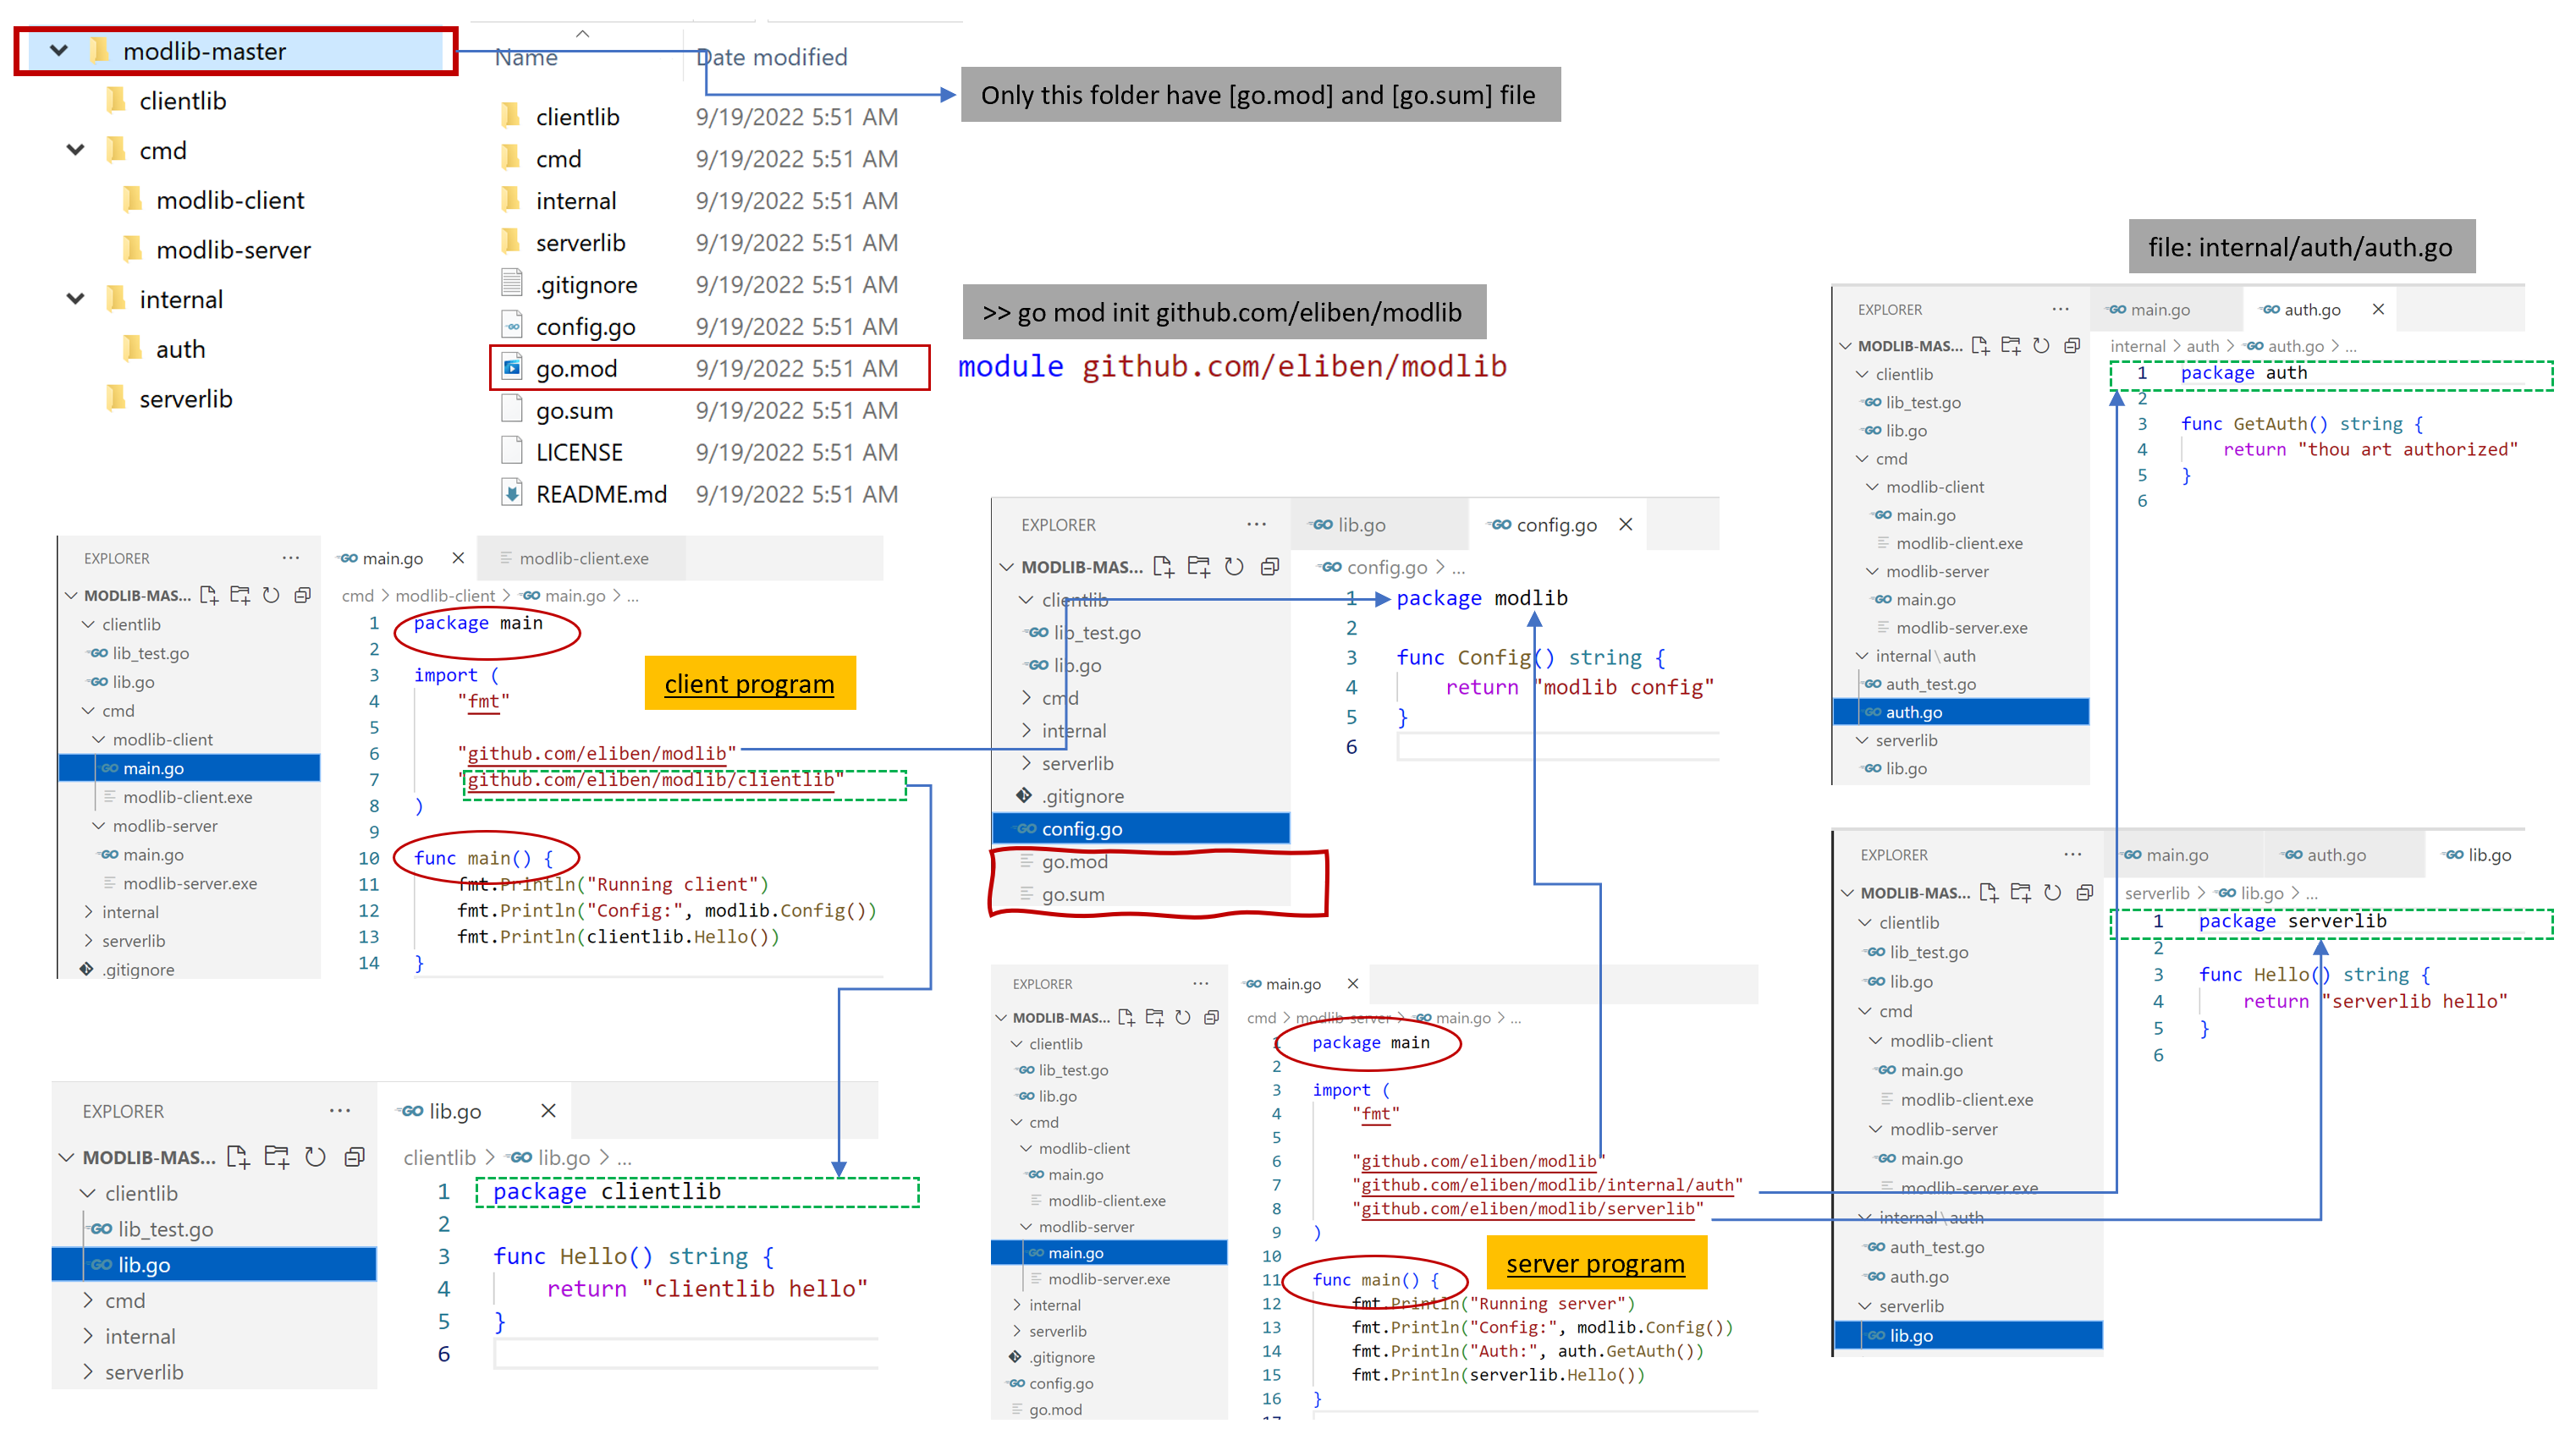 modlib-master
clientlib
cmd
modlib-client
modlib-server
internal
auth
serverlib
Name Date modified
clientlib 9/19/2022 5:51 AM
cmd 9/19/2022 5:51 AM
internal 9/19/2022 5:51 AM
serverlib 9/19/2022 5:51 AM
.gitignore 9/19/2022 5:51 AM
config.go 9/19/2022 5:51 AM
go.mod 9/19/2022 5:51 AM
go.sum 9/19/2022 5:51 AM
LICENSE 9/19/2022 5:51 AM
README.md 9/19/2022 5:51 AM
Only this folder have [go.mod] and [go.sum] file
>> go mod init github.com/eliben/modlib
module github.com/eliben/modlib
EXPLORER ...
MODLIB-MAS...
clientlib
lib_test.go
lib.go
cmd
modlib-client
main.go
modlib-client.exe
modlib-server
main.go
modlib-server.exe
internal
serverlib
.gitignore
main.go modlib-client.exe
cmd > modlib-client > main.go > ...
1 package main
2
3 import (
4 "fmt"
5
6 "github.com/eliben/modlib"
7 "github.com/eliben/modlib/clientlib"
8 )
9
10 func main() {
11 fmt.Println("Running client")
12 fmt.Println("Config:", modlib.Config())
13 fmt.Println(clientlib.Hello())
14 }
client program
EXPLORER ...
MODLIB-MAS...
clientlib
lib_test.go
lib.go
cmd
internal
serverlib
lib.go
clientlib > lib.go > ...
1 package clientlib
2
3 func Hello() string {
4 return "clientlib hello"
5 }
6
EXPLORER ...
MODLIB-MAS...
clientlib
lib_test.go
lib.go
cmd
internal
serverlib
.gitignore
config.go
go.mod
go.sum
lib.go config.go
config.go > ...
1 package modlib
2
3 func Config() string {
4 return "modlib config"
5 }
6
EXPLORER ...
MODLIB-MAS...
clientlib
lib_test.go
lib.go
cmd
modlib-client
main.go
modlib-client.exe
modlib-server
main.go
modlib-server.exe
internal
serverlib
.gitignore
config.go
go.mod
main.go
cmd > modlib-server > main.go > ...
1 package main
2
3 import (
4 "fmt"
5
6 "github.com/eliben/modlib"
7 "github.com/eliben/modlib/internal/auth"
8 "github.com/eliben/modlib/serverlib"
9 )
10
11 func main() {
12 fmt.Println("Running server")
13 fmt.Println("Config:", modlib.Config())
14 fmt.Println("Auth:", auth.GetAuth())
15 fmt.Println(serverlib.Hello())
16 }
17
server program
file: internal/auth/auth.go
EXPLORER ...
MODLIB-MAS...
clientlib
lib_test.go
lib.go
cmd
modlib-client
main.go
modlib-client.exe
modlib-server
main.go
modlib-server.exe
internal\auth
auth_test.go
auth.go
serverlib
lib.go
main.go auth.go
internal > auth > auth.go > ...
1 package auth
2
3 func GetAuth() string {
4 return "thou art authorized"
5 }
6
EXPLORER ...
MODLIB-MAS...
clientlib
lib_test.go
lib.go
cmd
modlib-client
main.go
modlib-client.exe
modlib-server
main.go
modlib-server.exe
internal\auth
auth_test.go
auth.go
serverlib
lib.go
main.go auth.go lib.go
serverlib > lib.go > ...
1 package serverlib
2
3 func Hello() string {
4 return "serverlib hello"
5 }
6